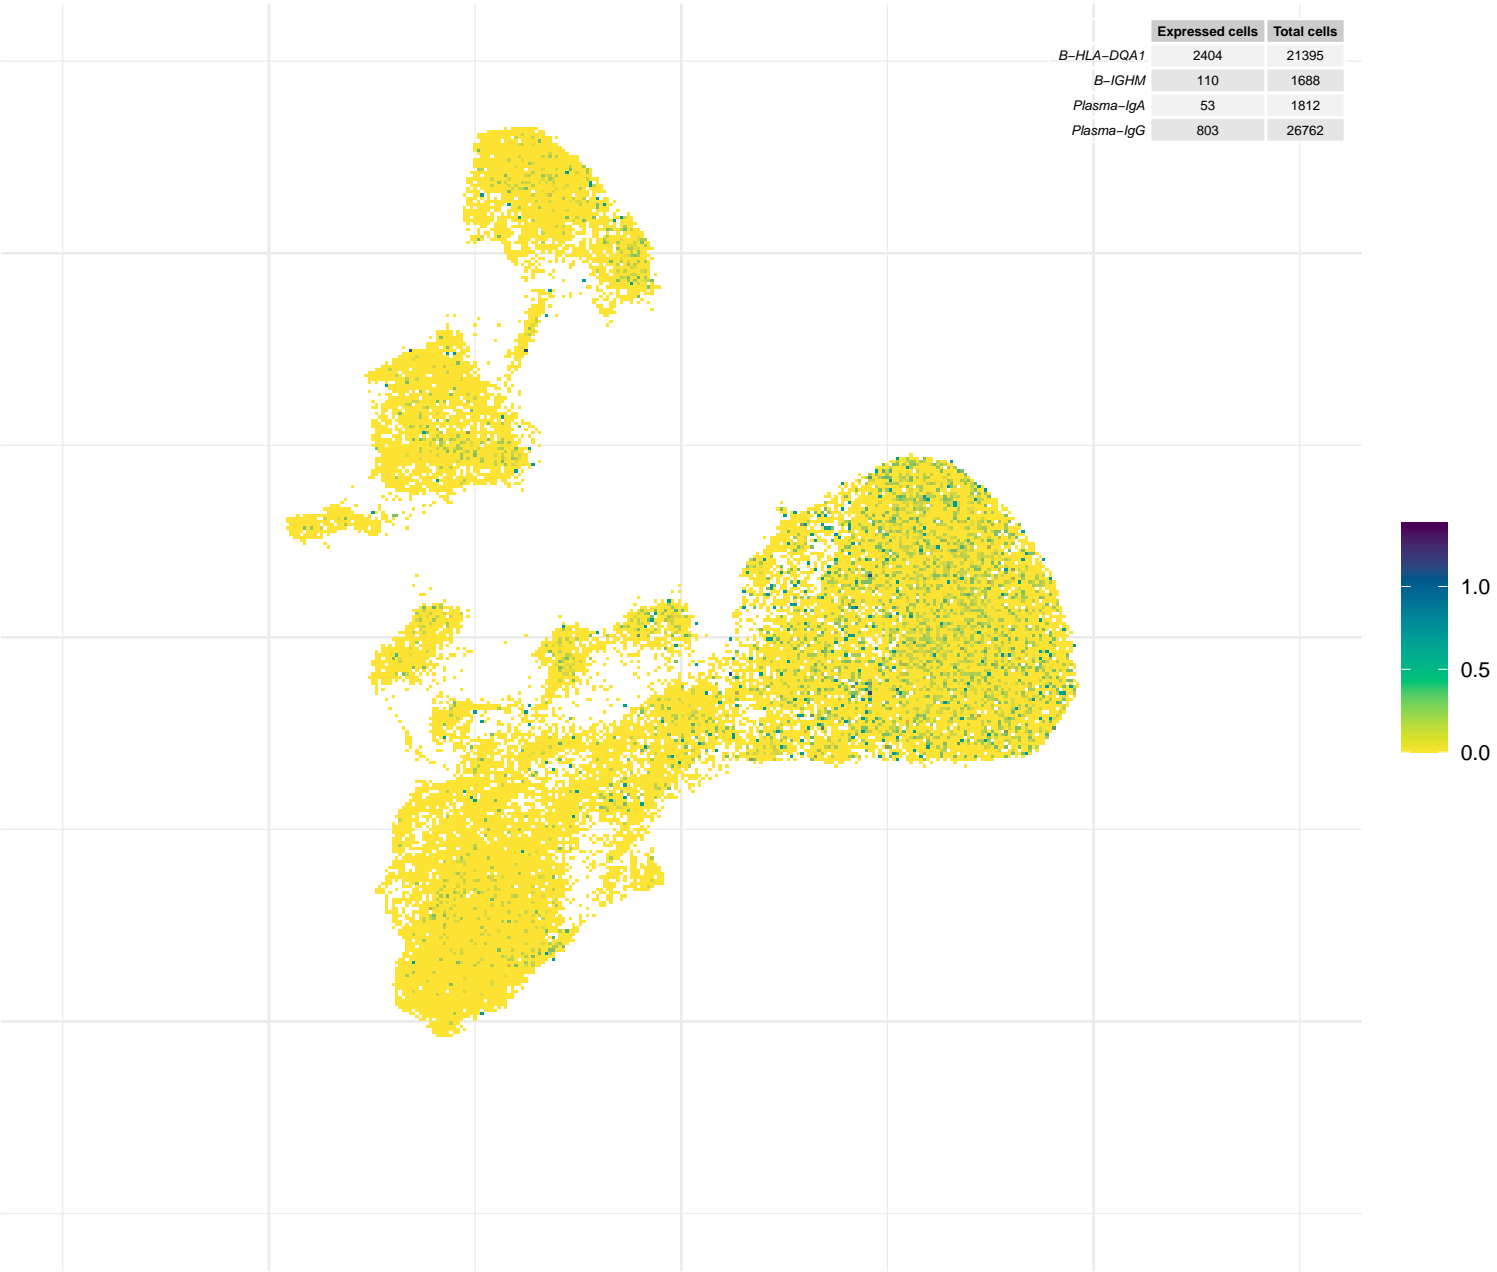 Expressed cells Total cells
B−HLA−DQA1 2404 21395
B−IGHM 110 1688
Plasma−IgA 53 1812
Plasma−IgG 803 26762
1.0
0.5
0.0